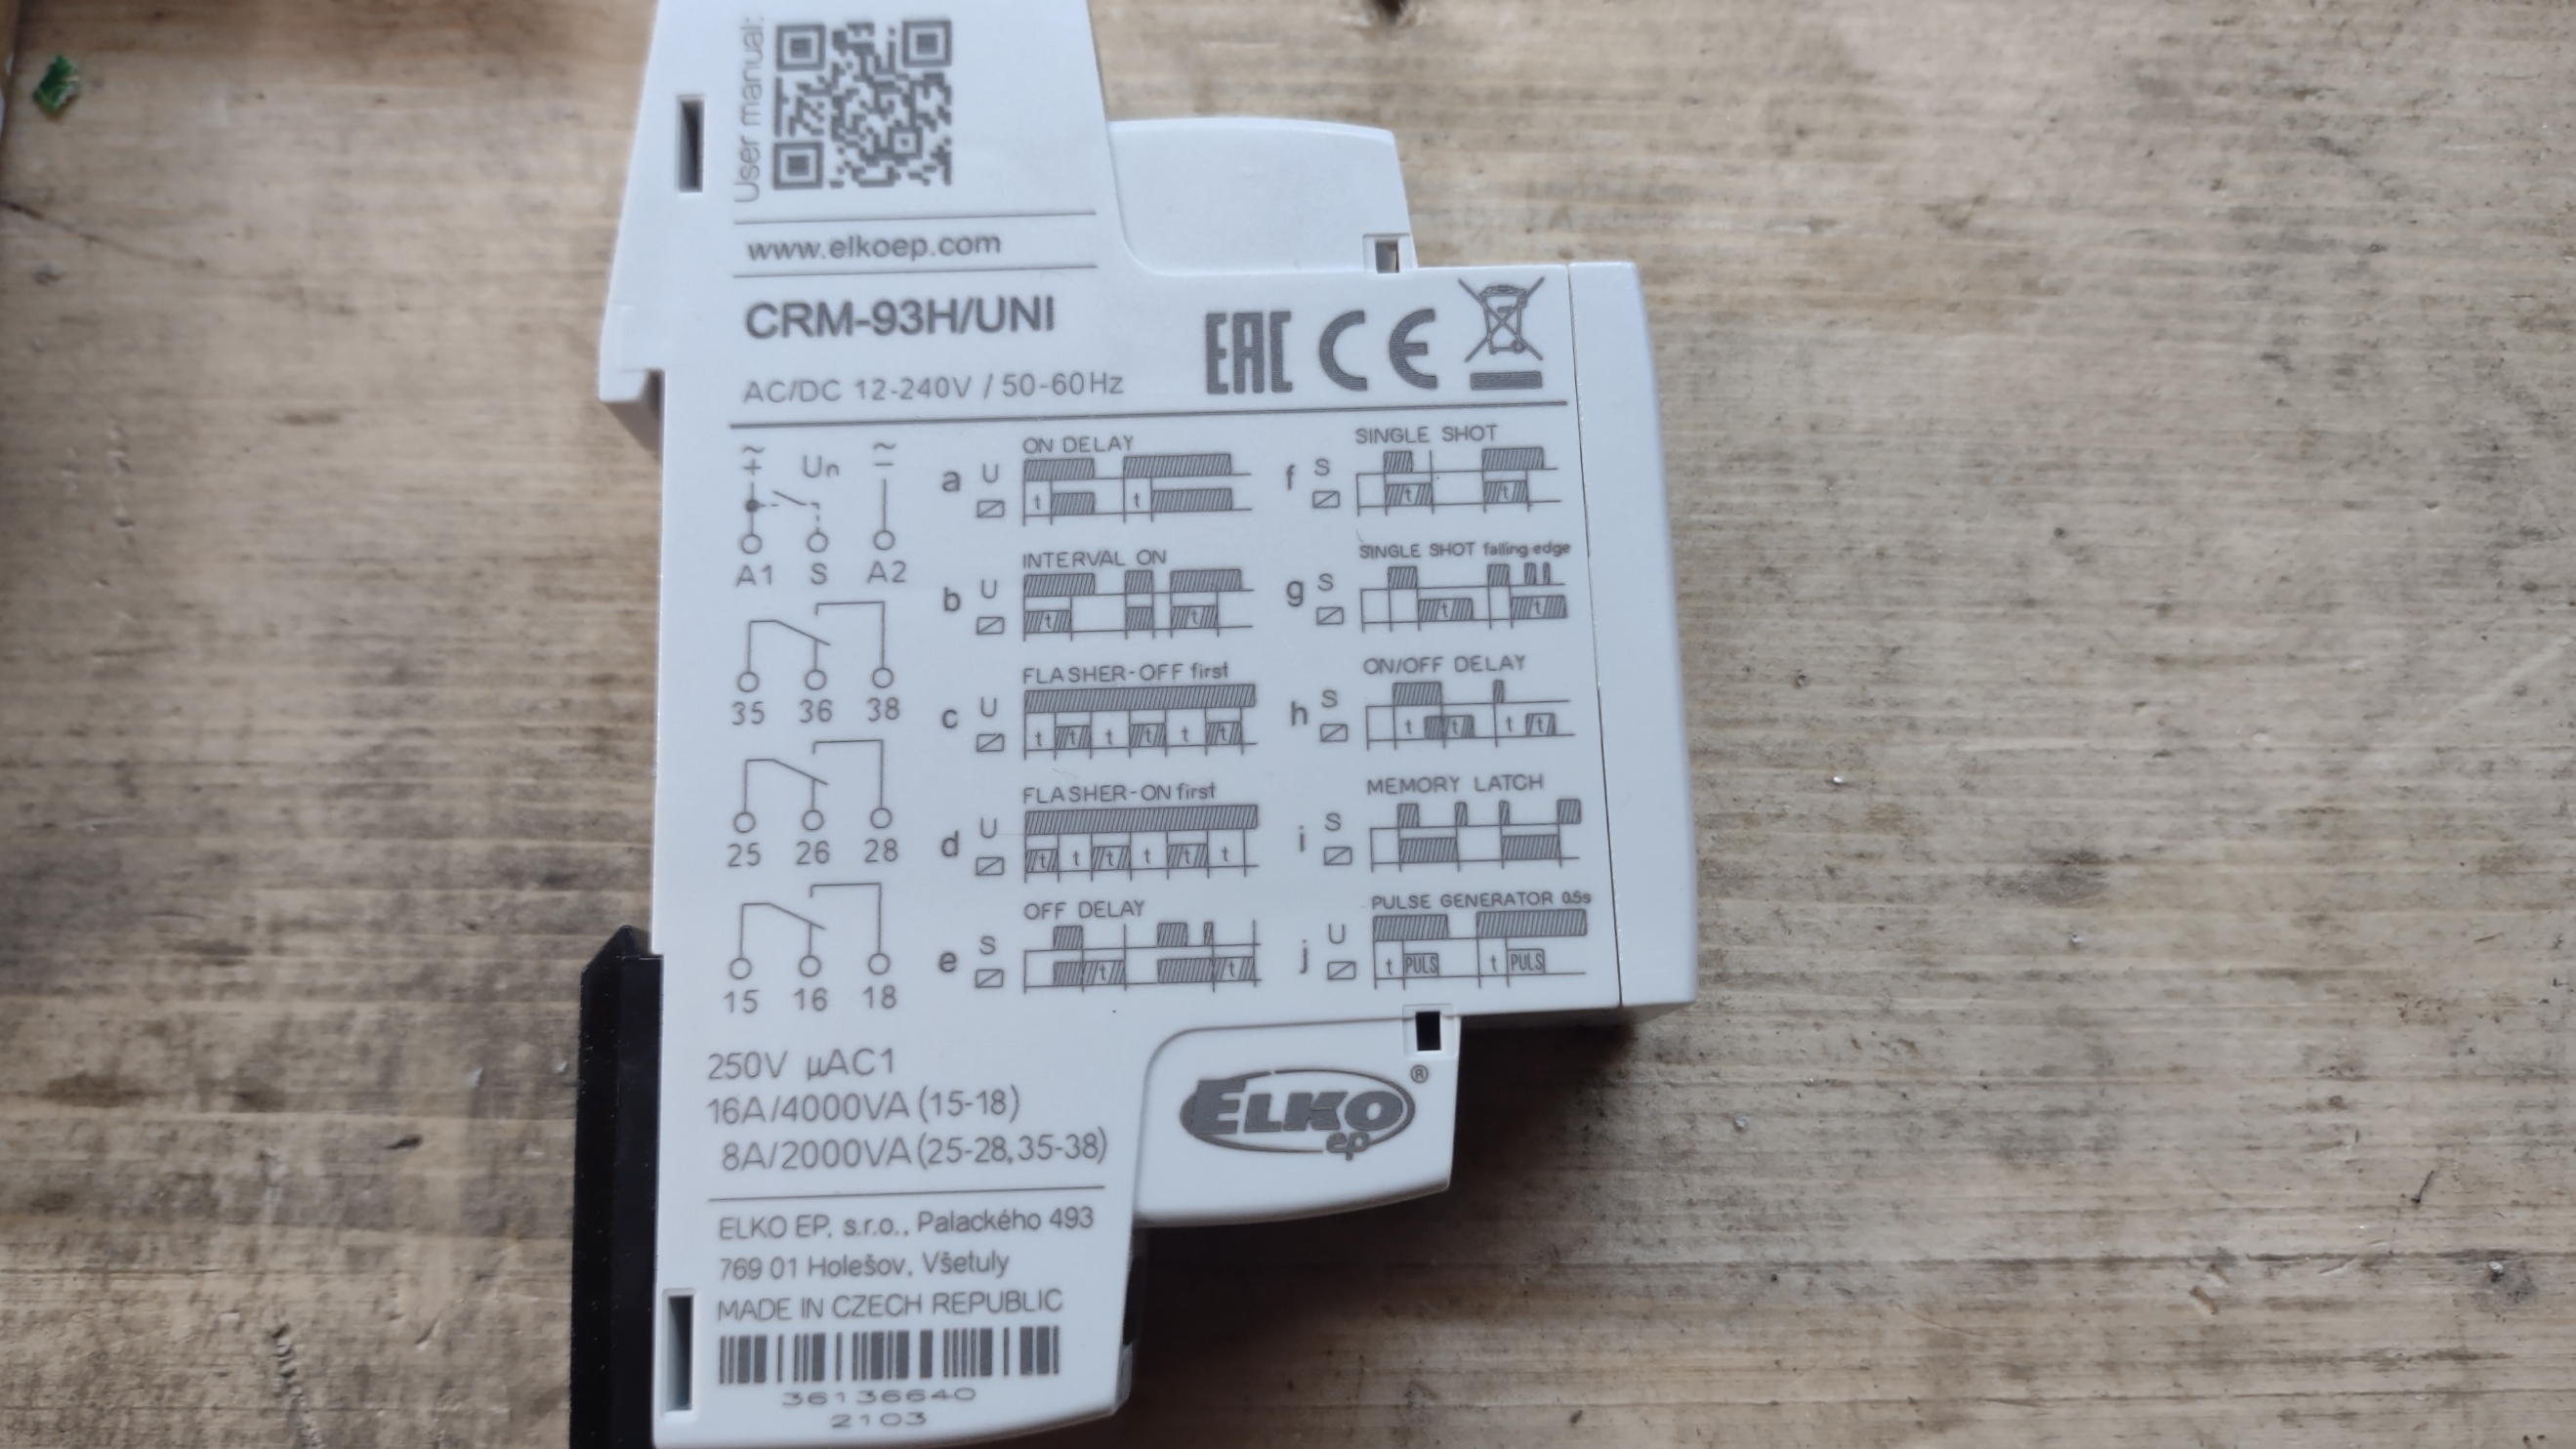 User manual:
www.elkoep.com
CRM-93H/UNI
AC/DC 12-240V / 50-60Hz
EAC CE
~ ~
+ Un −
A1 S A2
35 36 38
25 26 28
15 16 18
250V µAC1
16A/4000VA (15-18)
8A/2000VA (25-28, 35-38)
ON DELAY
a U
t t
INTERVAL ON
b U
t t
FLASHER-OFF first
c U
t t t t t t
FLASHER-ON first
d U
t t t t t t
OFF DELAY
e S
t t
SINGLE SHOT
f S
t t
SINGLE SHOT falling edge
g S
t t
ON/OFF DELAY
h S
t t t t
MEMORY LATCH
i S
PULSE GENERATOR 0.5s
j U
t PULS t PULS
ELKO ep ®
ELKO EP, s.r.o., Palackého 493
769 01 Holešov, Všetuly
MADE IN CZECH REPUBLIC
36136640
2103